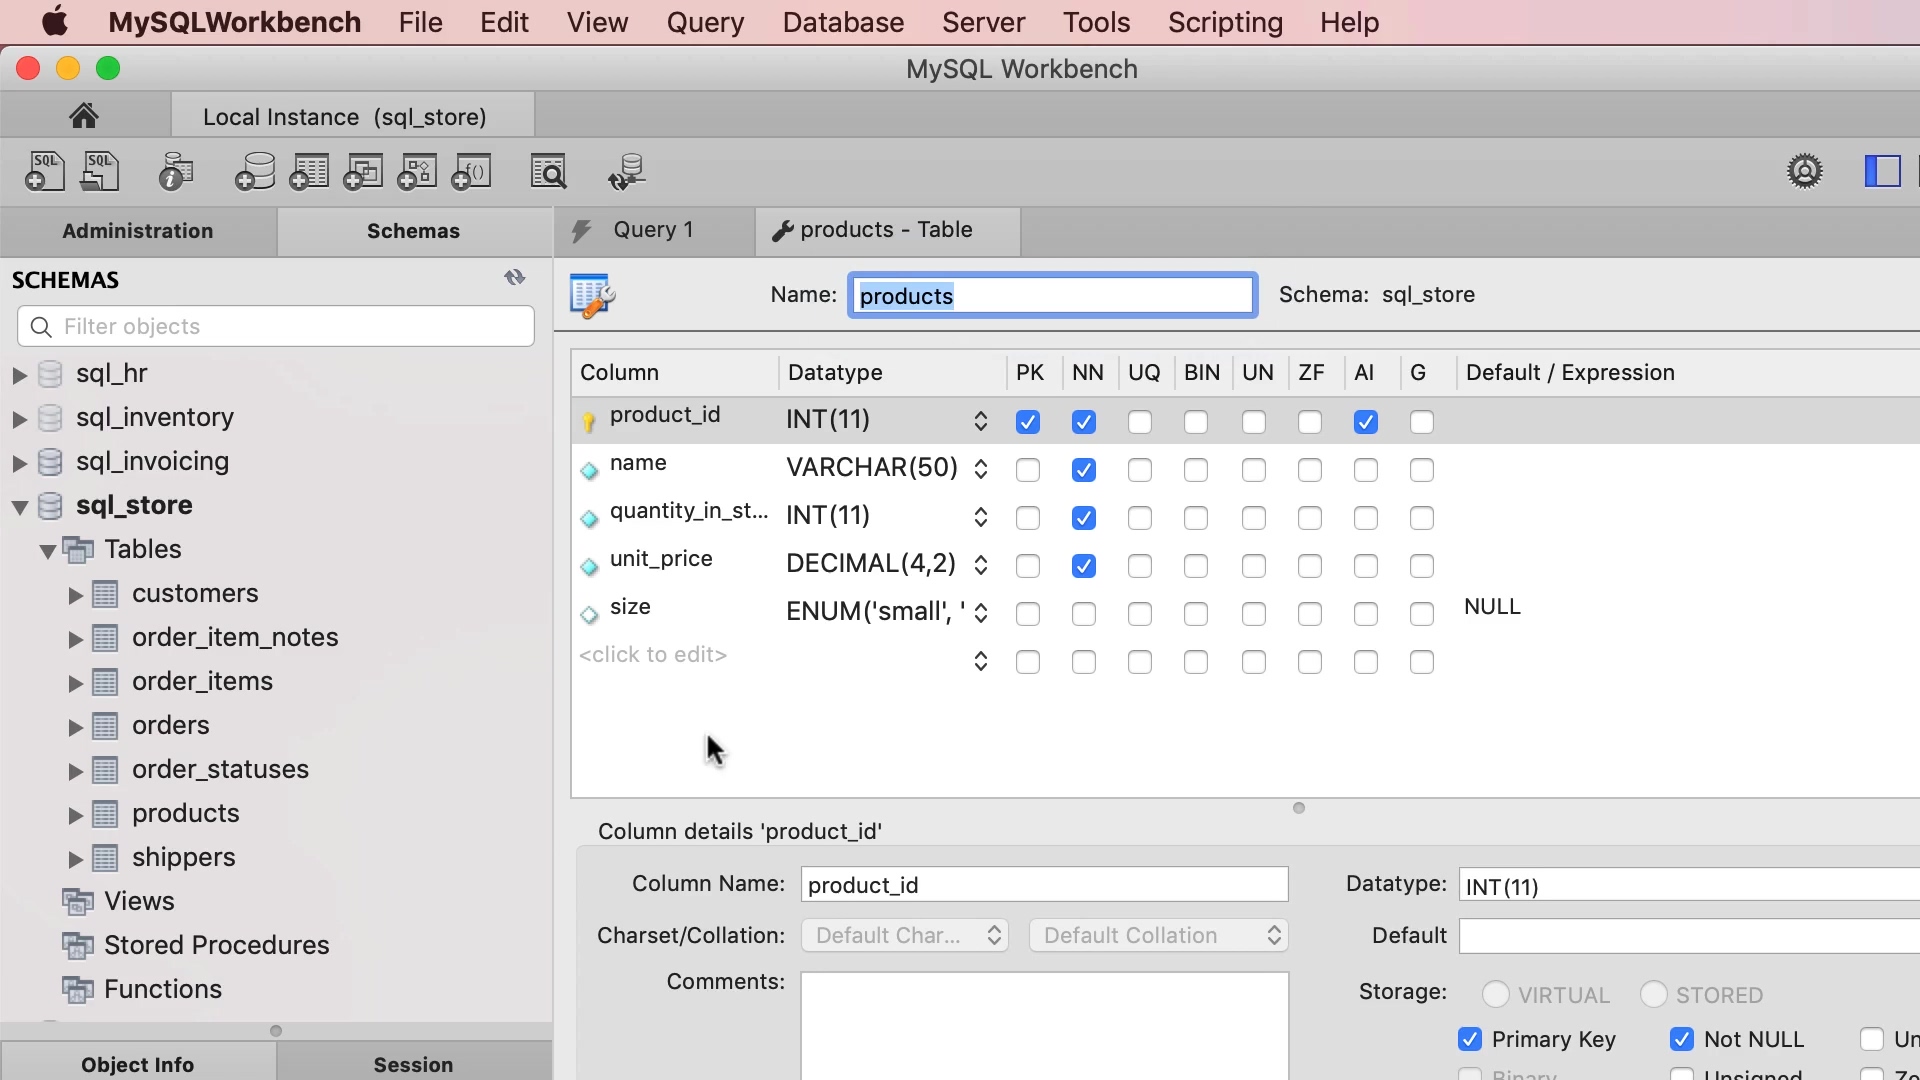 MySQLWorkbench File Edit View Query Database Server Tools Scripting Help
MySQL Workbench
Local Instance (sql_store)
SQL SQL
Administration Schemas Query 1 products - Table
SCHEMAS
Filter objects
sql_hr
sql_inventory
sql_invoicing
sql_store
Tables
customers
order_item_notes
order_items
orders
order_statuses
products
shippers
Views
Stored Procedures
Functions
Object Info Session
Name: products Schema: sql_store
Column Datatype PK NN UQ BIN UN ZF AI G Default / Expression
product_id INT(11)
name VARCHAR(50)
quantity_in_st... INT(11)
unit_price DECIMAL(4,2)
size ENUM('small', ' NULL
<click to edit>
Column details 'product_id'
Column Name: product_id Datatype: INT(11)
Charset/Collation: Default Char... Default Collation Default
Comments: Storage: VIRTUAL STORED
Primary Key Not NULL Un
Binary Unsigned Ze